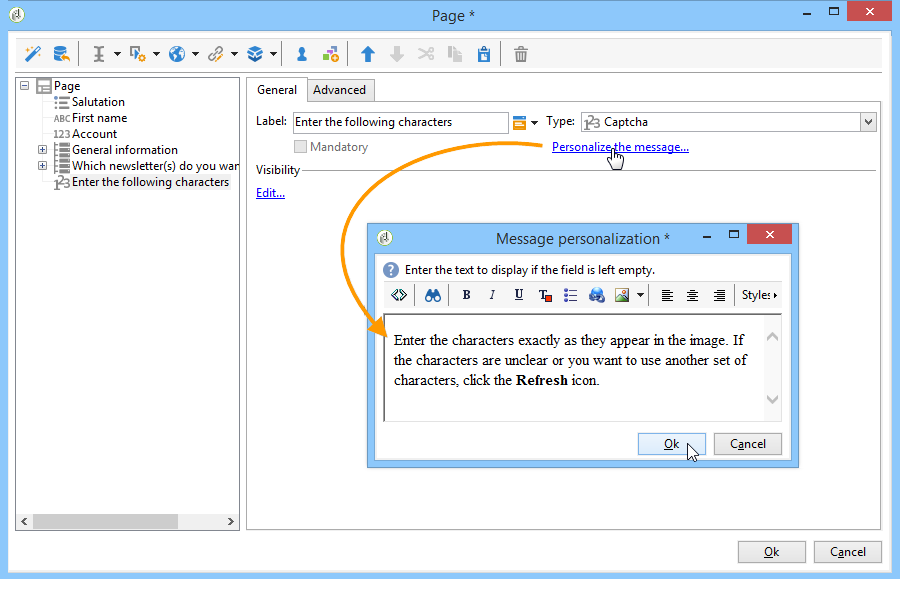 Page *
Page
Salutation
ABC First name
123 Account
General information
Which newsletter(s) do you wan
123 Enter the following characters
General Advanced
Label: Enter the following characters Type: 123 Captcha
Mandatory Personalize the message...
Visibility
Edit...
Message personalization *
? Enter the text to display if the field is left empty.
B I U T Styles
Enter the characters exactly as they appear in the image. If
the characters are unclear or you want to use another set of
characters, click the Refresh icon.
Ok Cancel
Ok Cancel